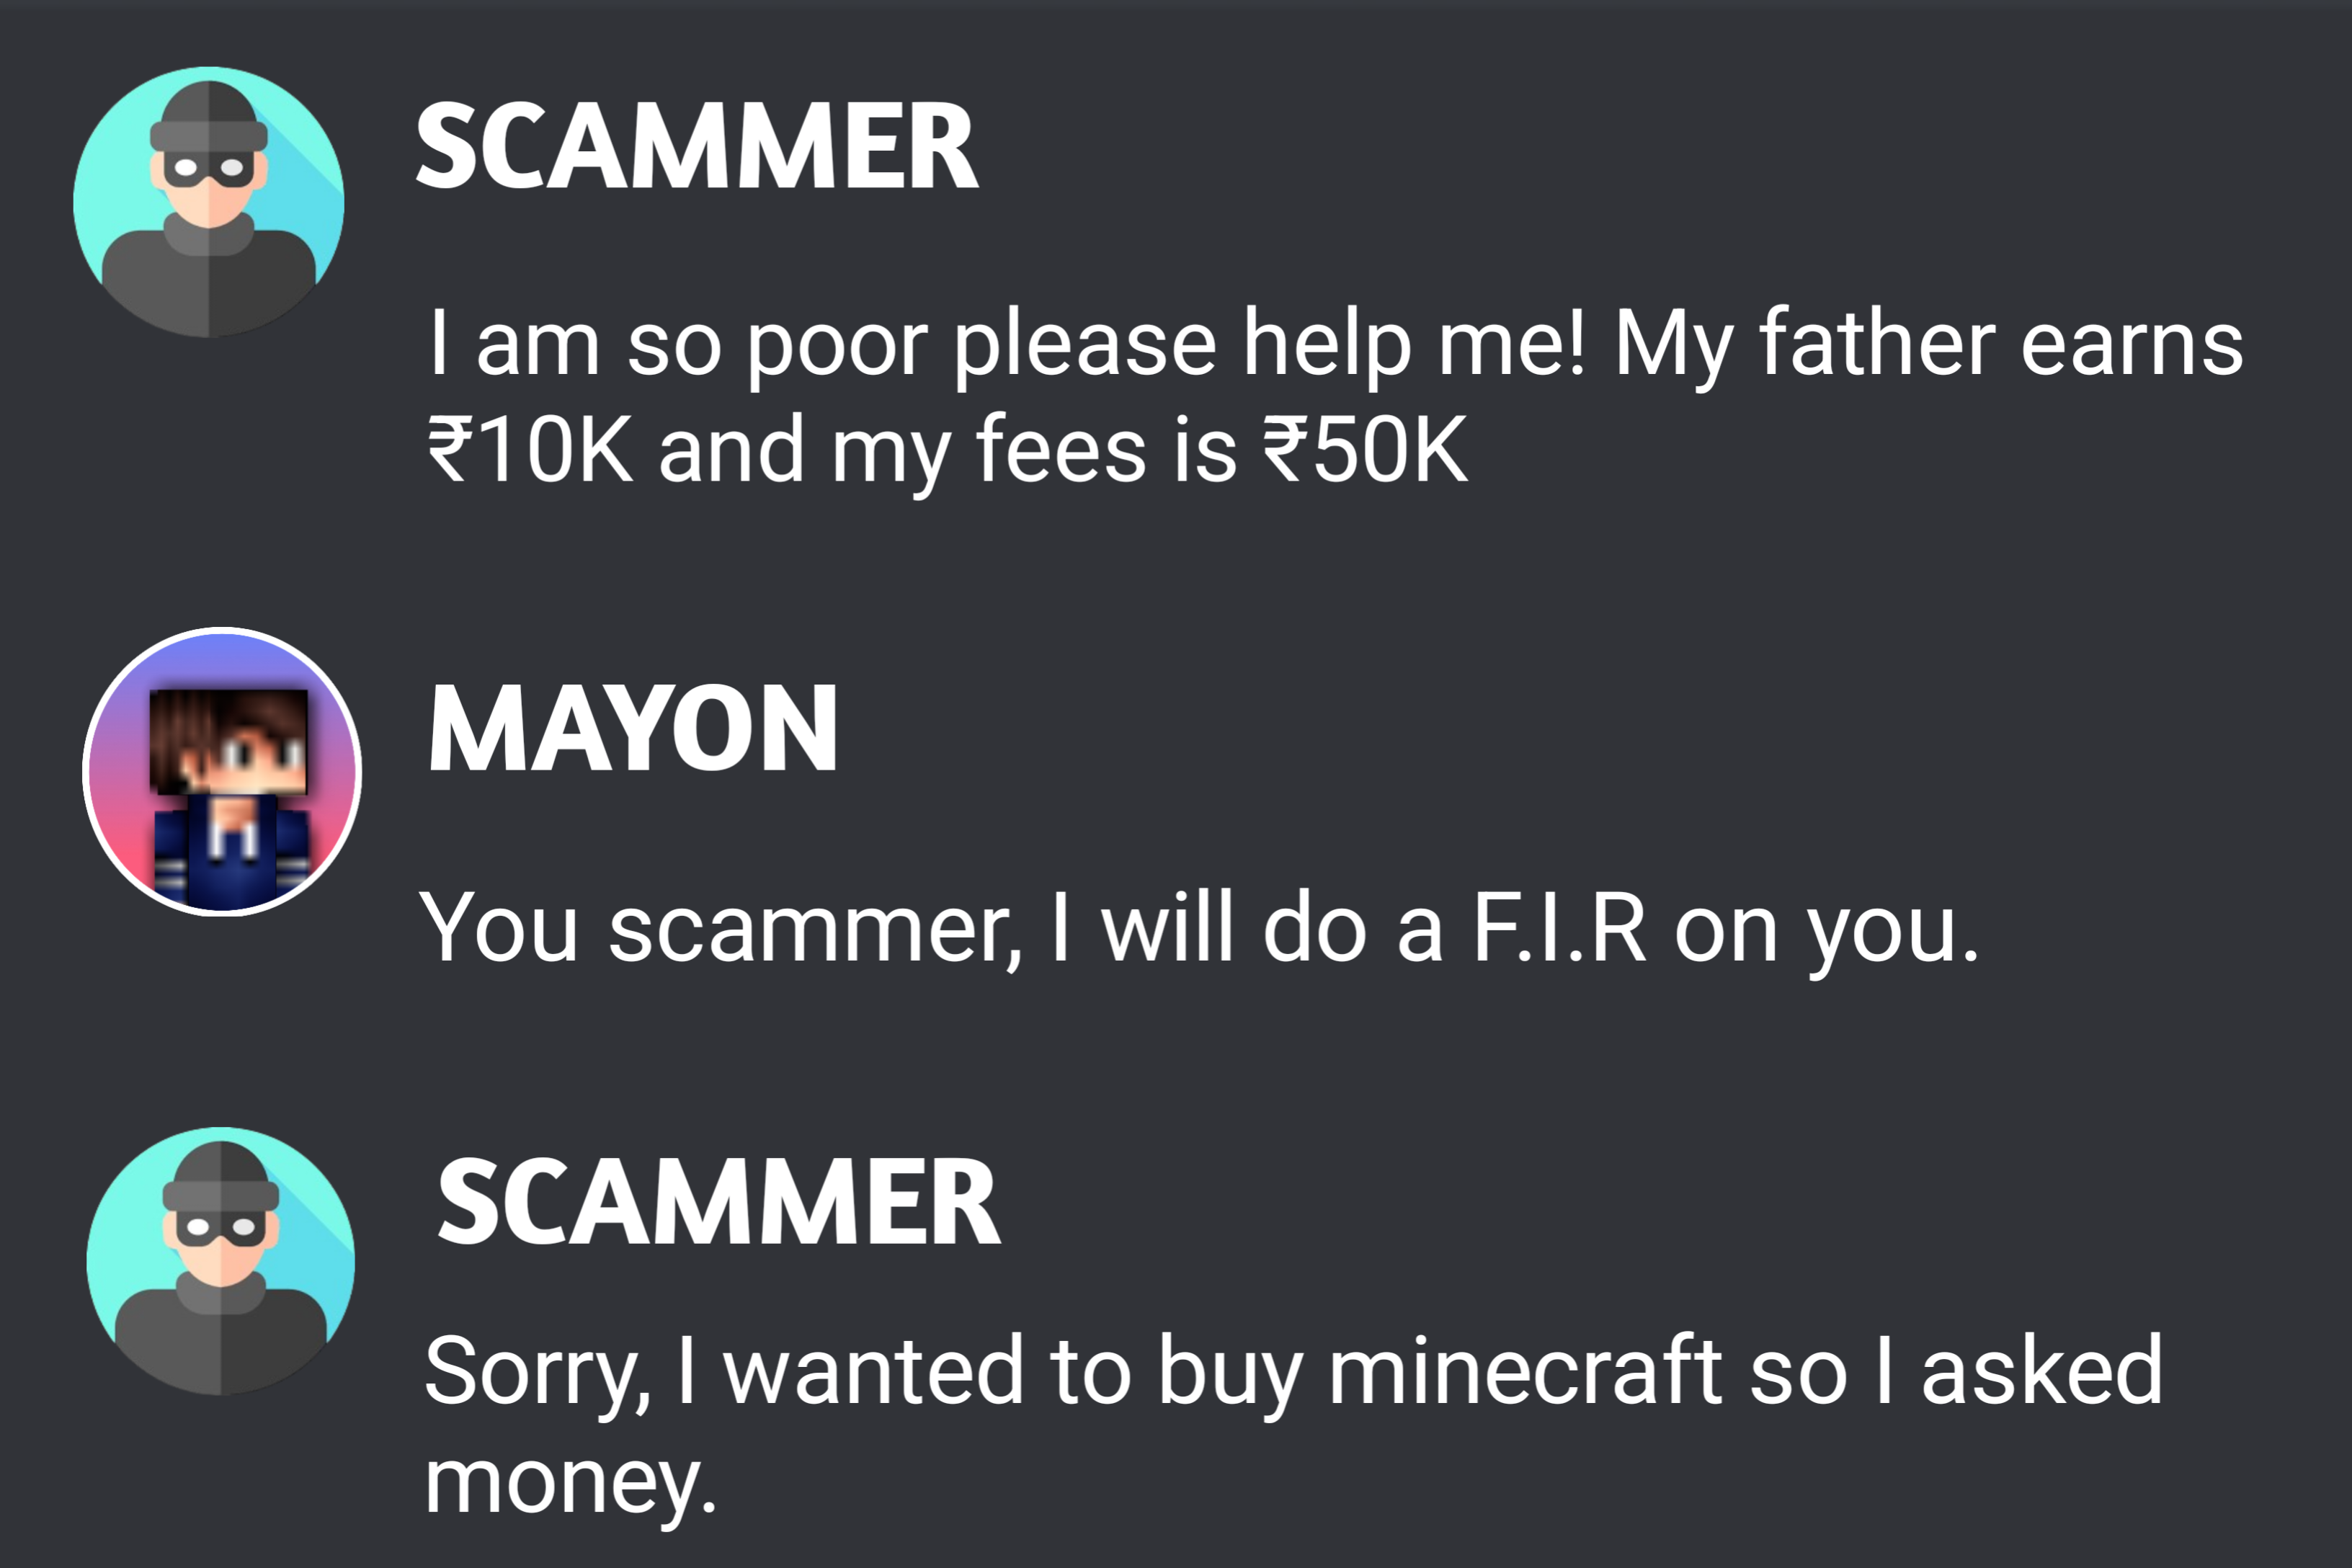 SCAMMER
I am so poor please help me! My father earns
₹10K and my fees is ₹50K
MAYON
You scammer, I will do a F.I.R on you.
SCAMMER
Sorry, I wanted to buy minecraft so I asked
money.